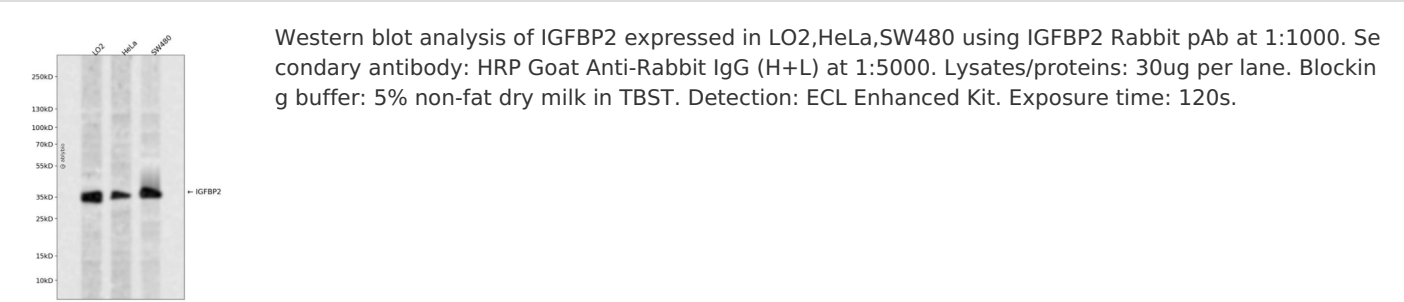 LO2 HeLa SW480
250kD
130kD
100kD
70kD
55kD
35kD
25kD
15kD
10kD
← IGFBP2
Western blot analysis of IGFBP2 expressed in LO2,HeLa,SW480 using IGFBP2 Rabbit pAb at 1:1000. Se
condary antibody: HRP Goat Anti-Rabbit IgG (H+L) at 1:5000. Lysates/proteins: 30ug per lane. Blockin
g buffer: 5% non-fat dry milk in TBST. Detection: ECL Enhanced Kit. Exposure time: 120s.